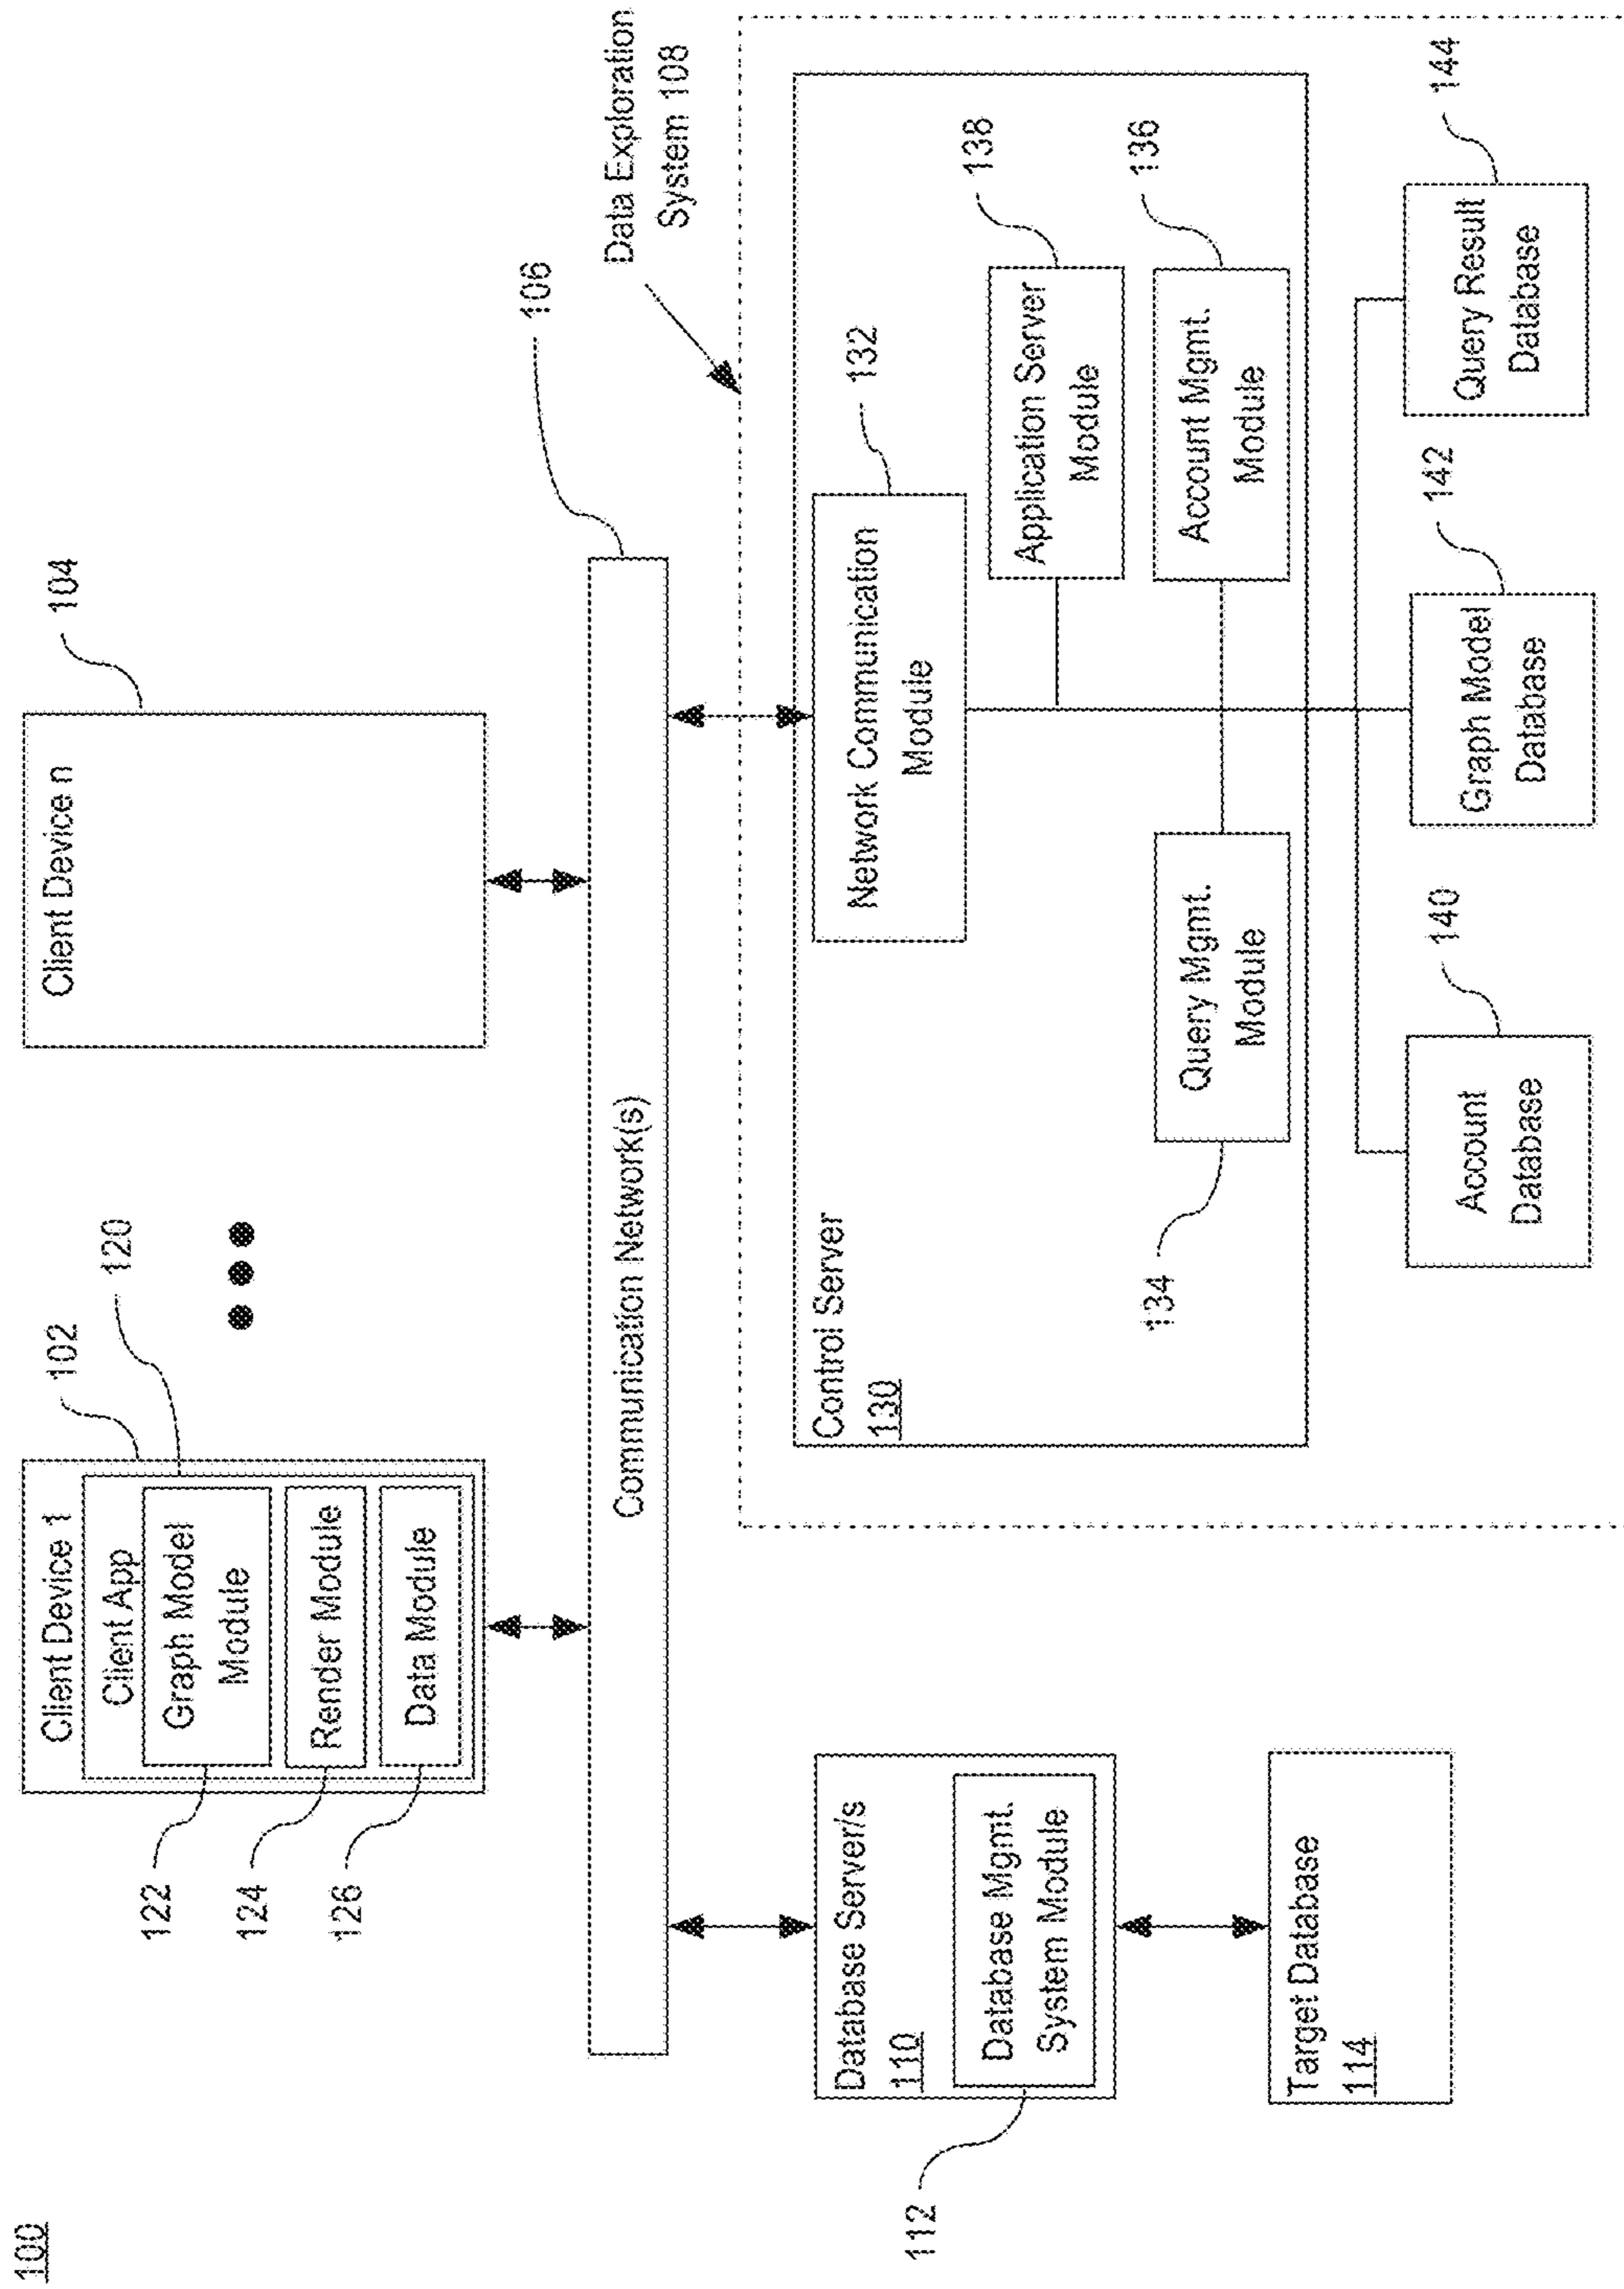 100
Client Device 1
102
Client App
120
Graph Model
Module
122
Render Module
124
Data Module
126
Client Device n
104
Communication Network(s)
106
Data Exploration
System 108
Database Server/s
110
Database Mgmt.
System Module
112
Target Database
114
Control Server
130
Network Communication
Module
132
Application Server
Module
138
Query Mgmt.
Module
134
Account Mgmt.
Module
136
Account
Database
140
Graph Model
Database
142
Query Result
Database
144